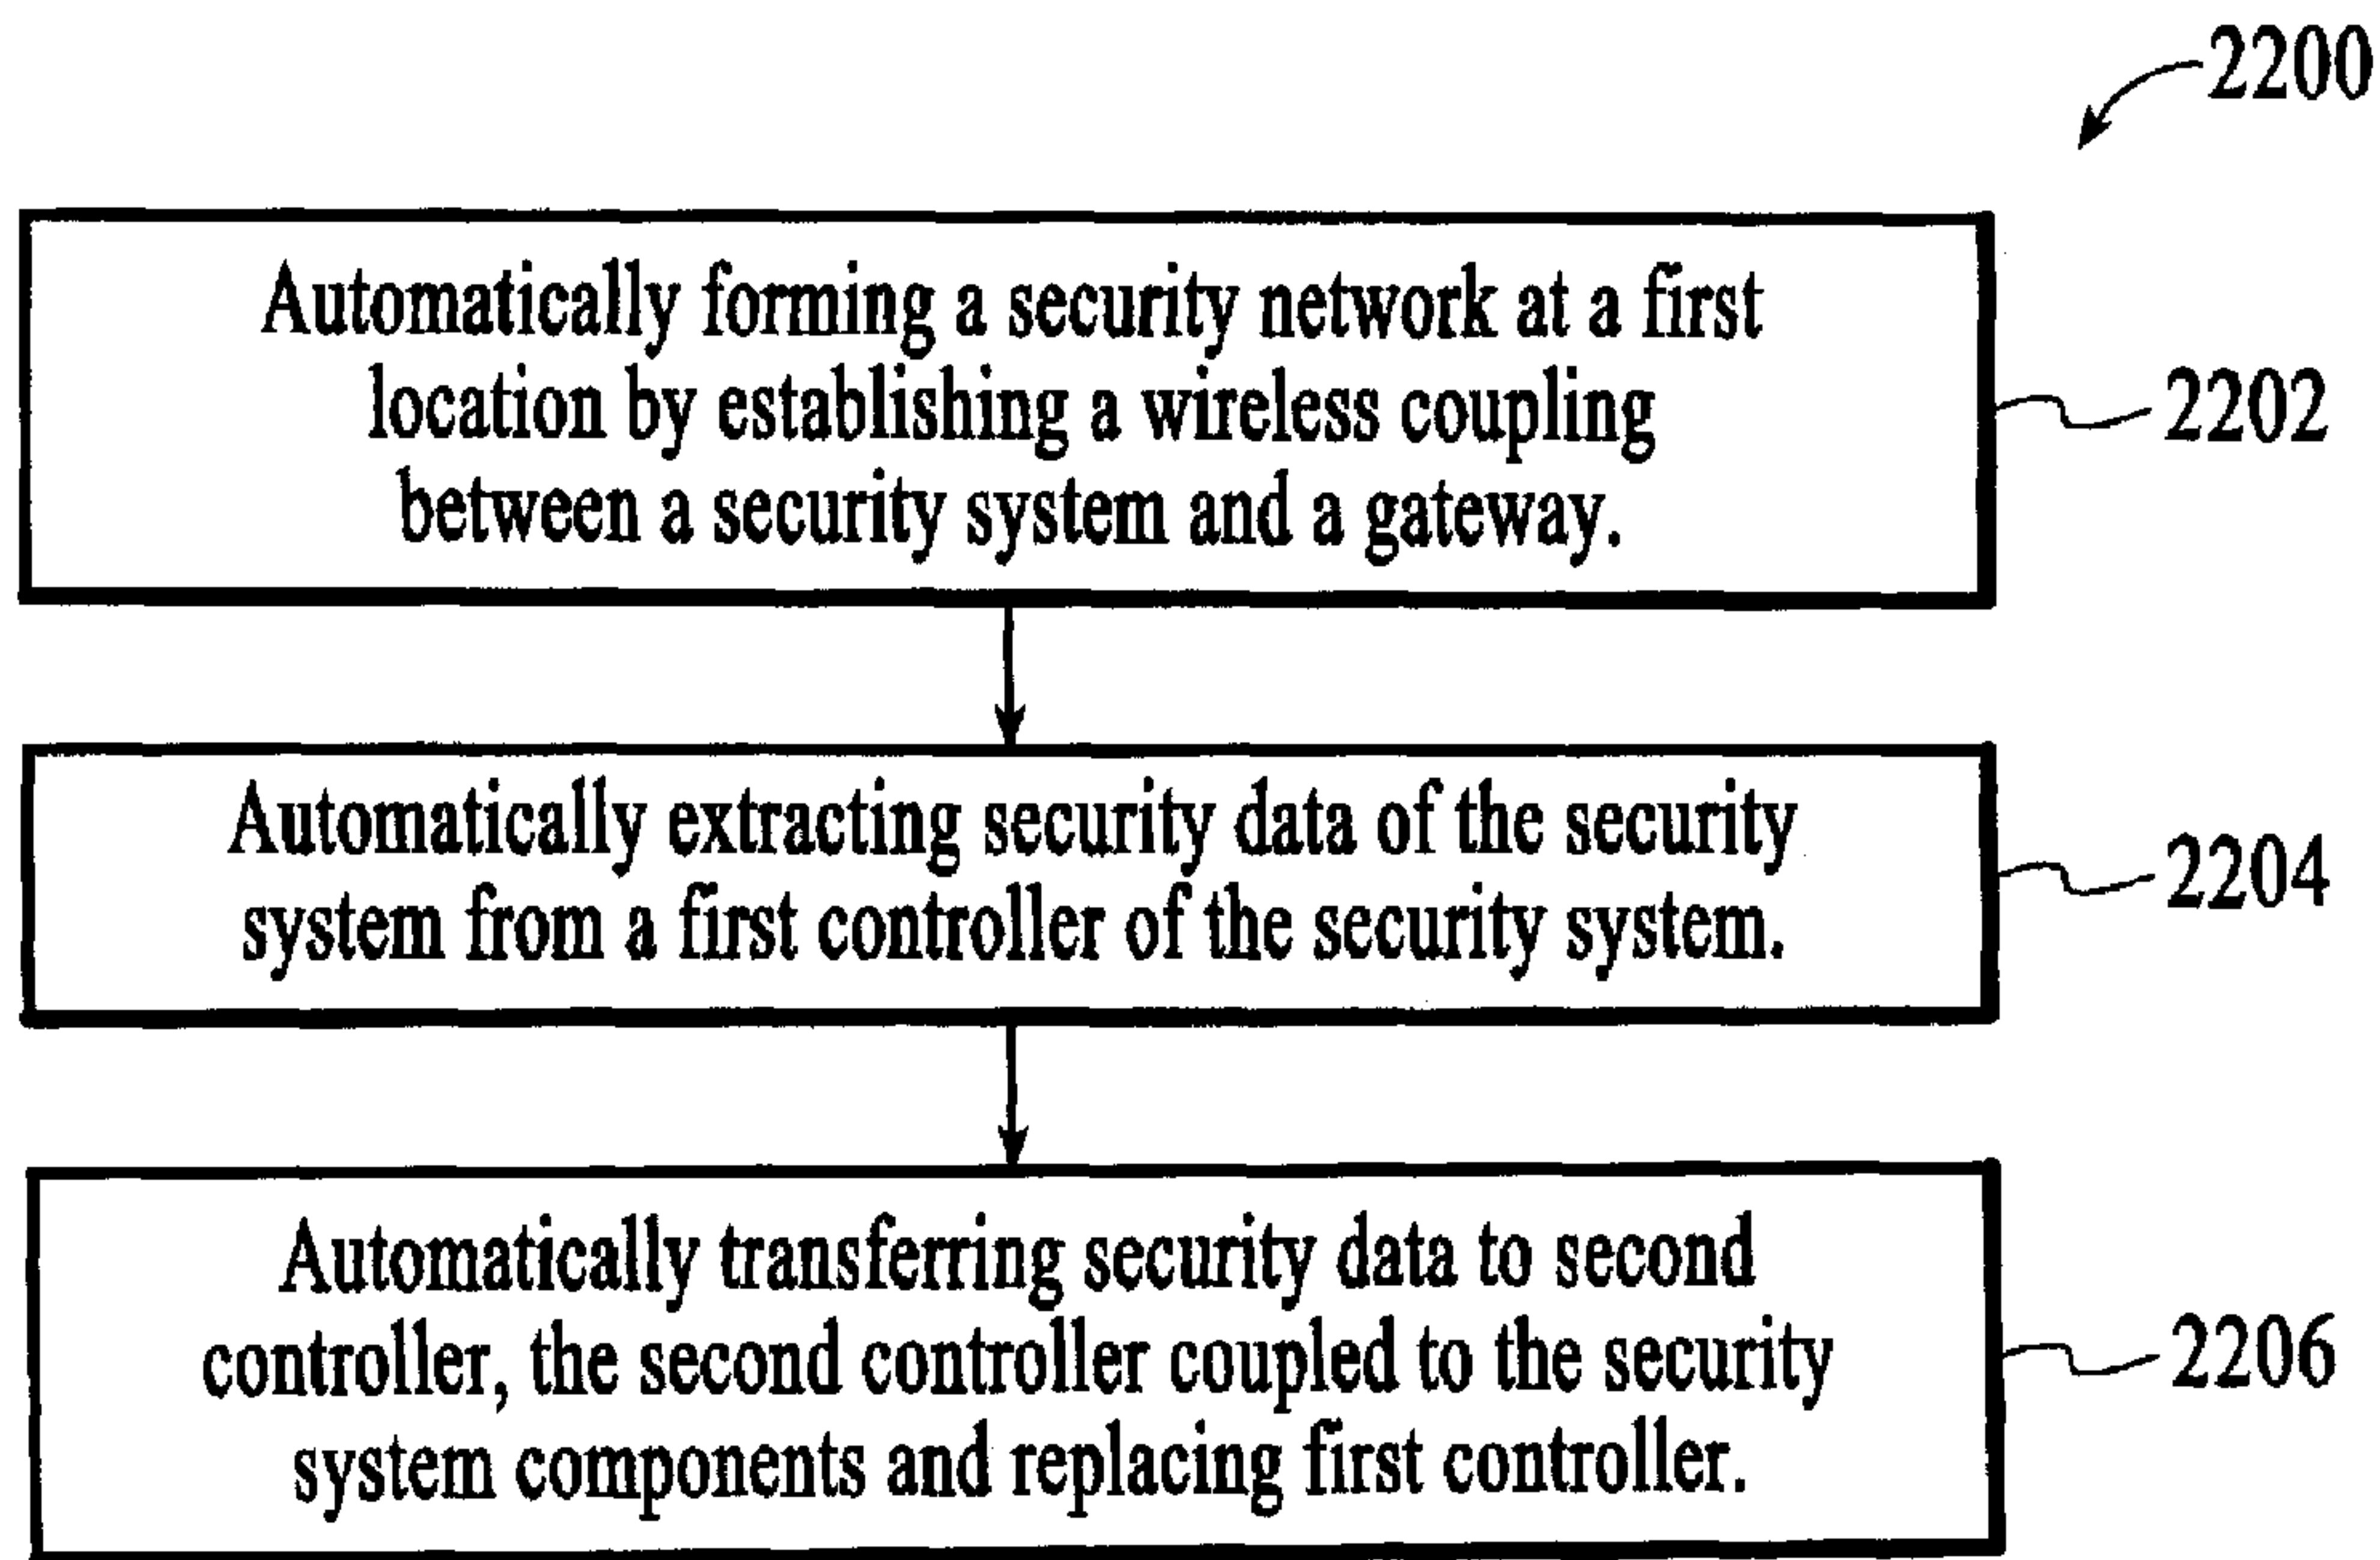 2200
Automatically forming a security network at a first
location by establishing a wireless coupling
between a security system and a gateway.
2202
Automatically extracting security data of the security
system from a first controller of the security system.
2204
Automatically transferring security data to second
controller, the second controller coupled to the security
system components and replacing first controller.
2206